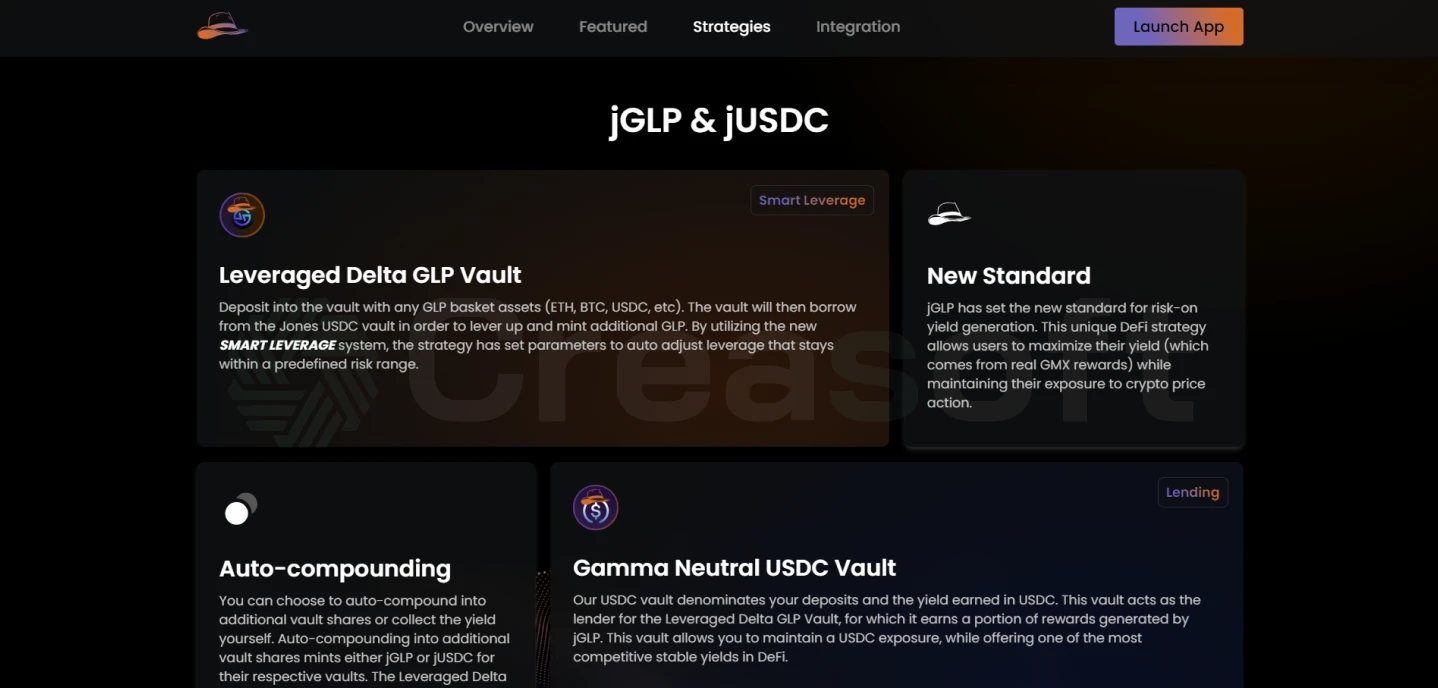 Overview
Featured
Strategies
Integration
Launch App
jGLP & jUSDC
Smart Leverage
Leveraged Delta GLP Vault
Deposit into the vault with any GLP basket assets (ETH, BTC, USDC, etc). The vault will then borrow
from the Jones USDC vault in order to lever up and mint additional GLP. By utilizing the new
SMART LEVERAGE system, the strategy has set parameters to auto adjust leverage that stays
within a predefined risk range.
New Standard
jGLP has set the new standard for risk-on
yield generation. This unique DeFi strategy
allows users to maximize their yield (which
comes from real GMX rewards) while
maintaining their exposure to crypto price
action.
Creasoft
Auto-compounding
You can choose to auto-compound into
additional vault shares or collect the yield
yourself. Auto-compounding into additional
vault shares mints either jGLP or jUSDC for
their respective vaults. The Leveraged Delta
Lending
Gamma Neutral USDC Vault
Our USDC vault denominates your deposits and the yield earned in USDC. This vault acts as the
lender for the Leveraged Delta GLP Vault, for which it earns a portion of rewards generated by
jGLP. This vault allows you to maintain a USDC exposure, while offering one of the most
competitive stable yields in DeFi.